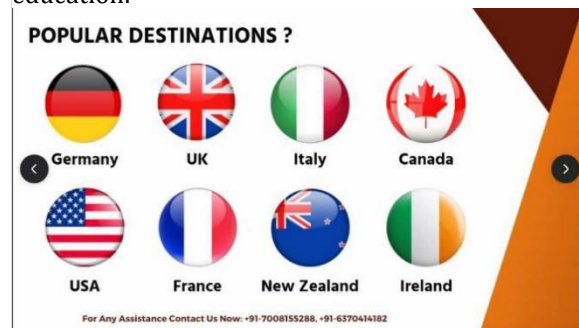 education.
POPULAR DESTINATIONS ?
Germany UK Italy Canada
USA France New Zealand Ireland
For Any Assistance Contact Us Now: +91-7008155288, +91-6370414182